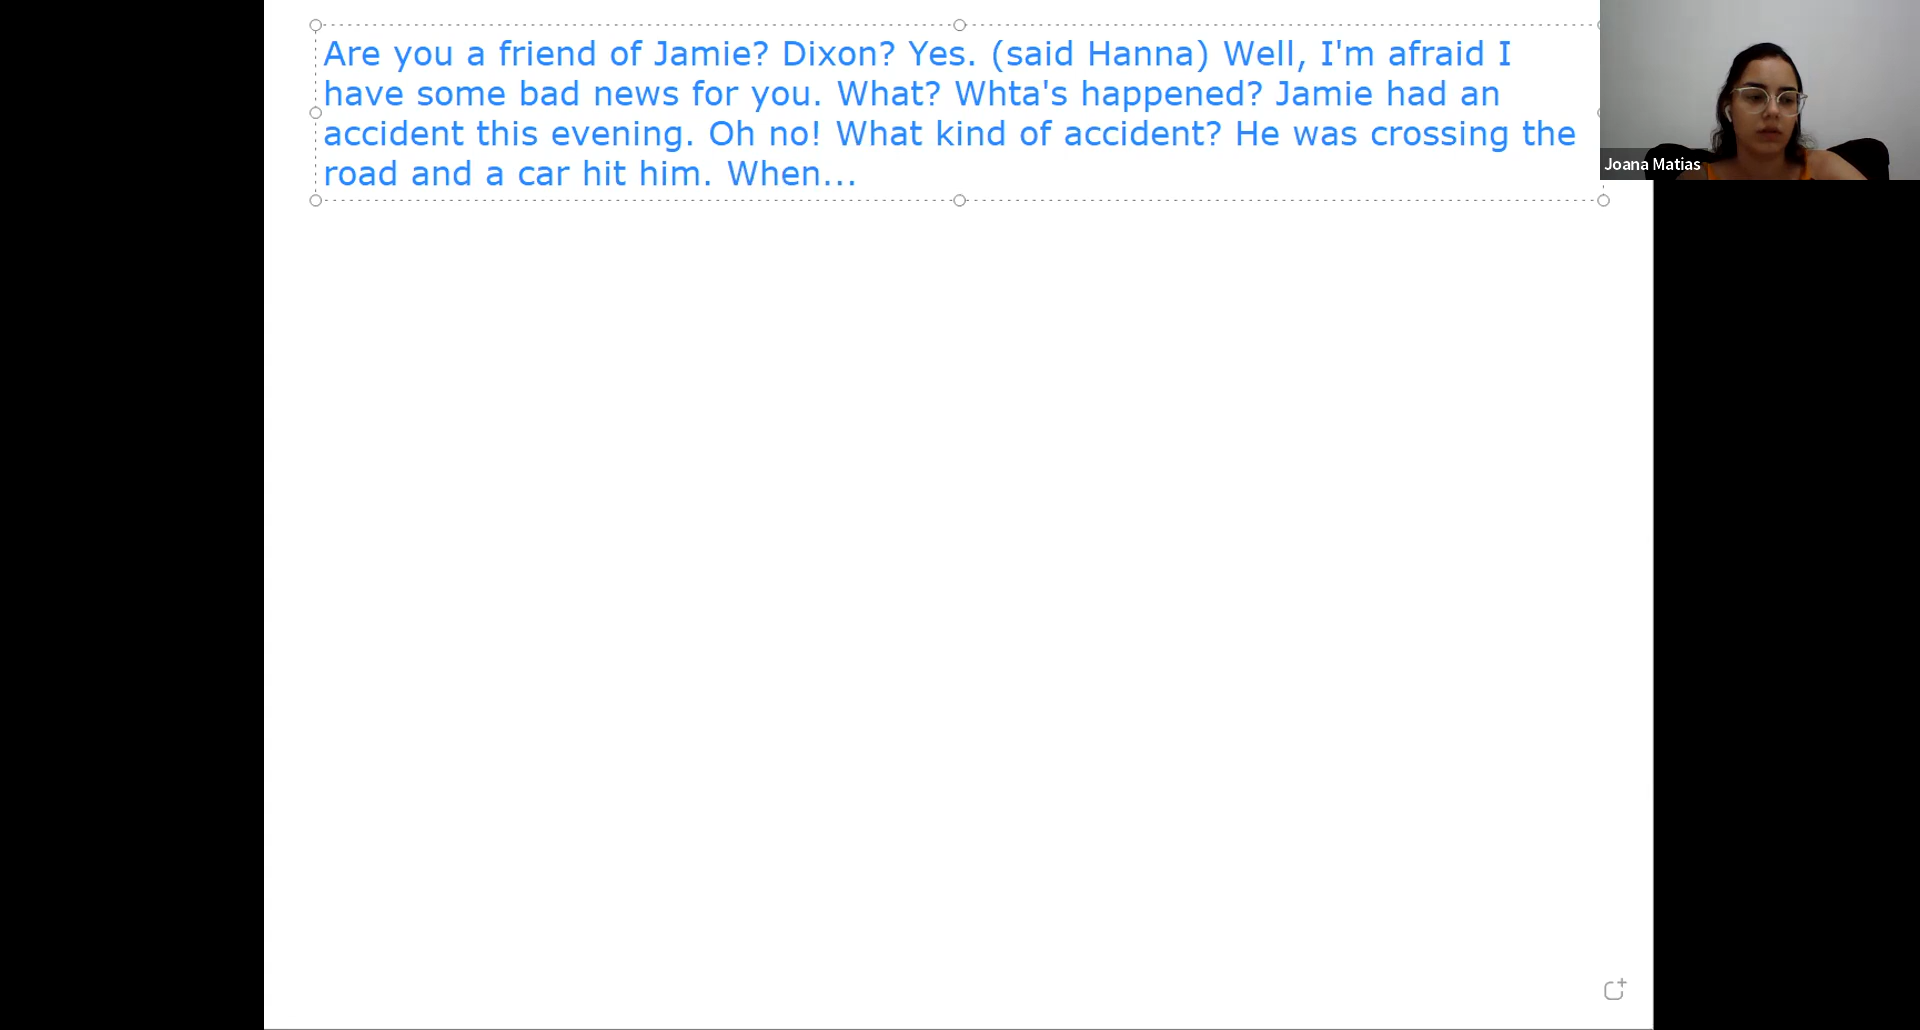 Are you a friend of Jamie? Dixon? Yes. (said Hanna) Well, I'm afraid I
have some bad news for you. What? Whta's happened? Jamie had an
accident this evening. Oh no! What kind of accident? He was crossing the
road and a car hit him. When...
Joana Matias